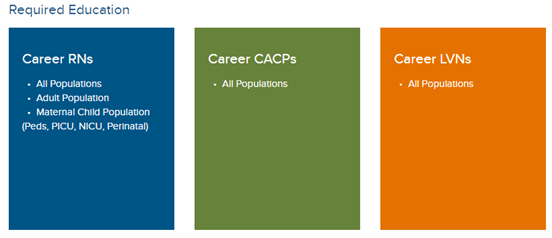 Required Education
Career RNs
• All Populations
• Adult Population
• Maternal Child Population
(Peds, PICU, NICU, Perinatal)
Career CACPs
• All Populations
Career LVNs
• All Populations